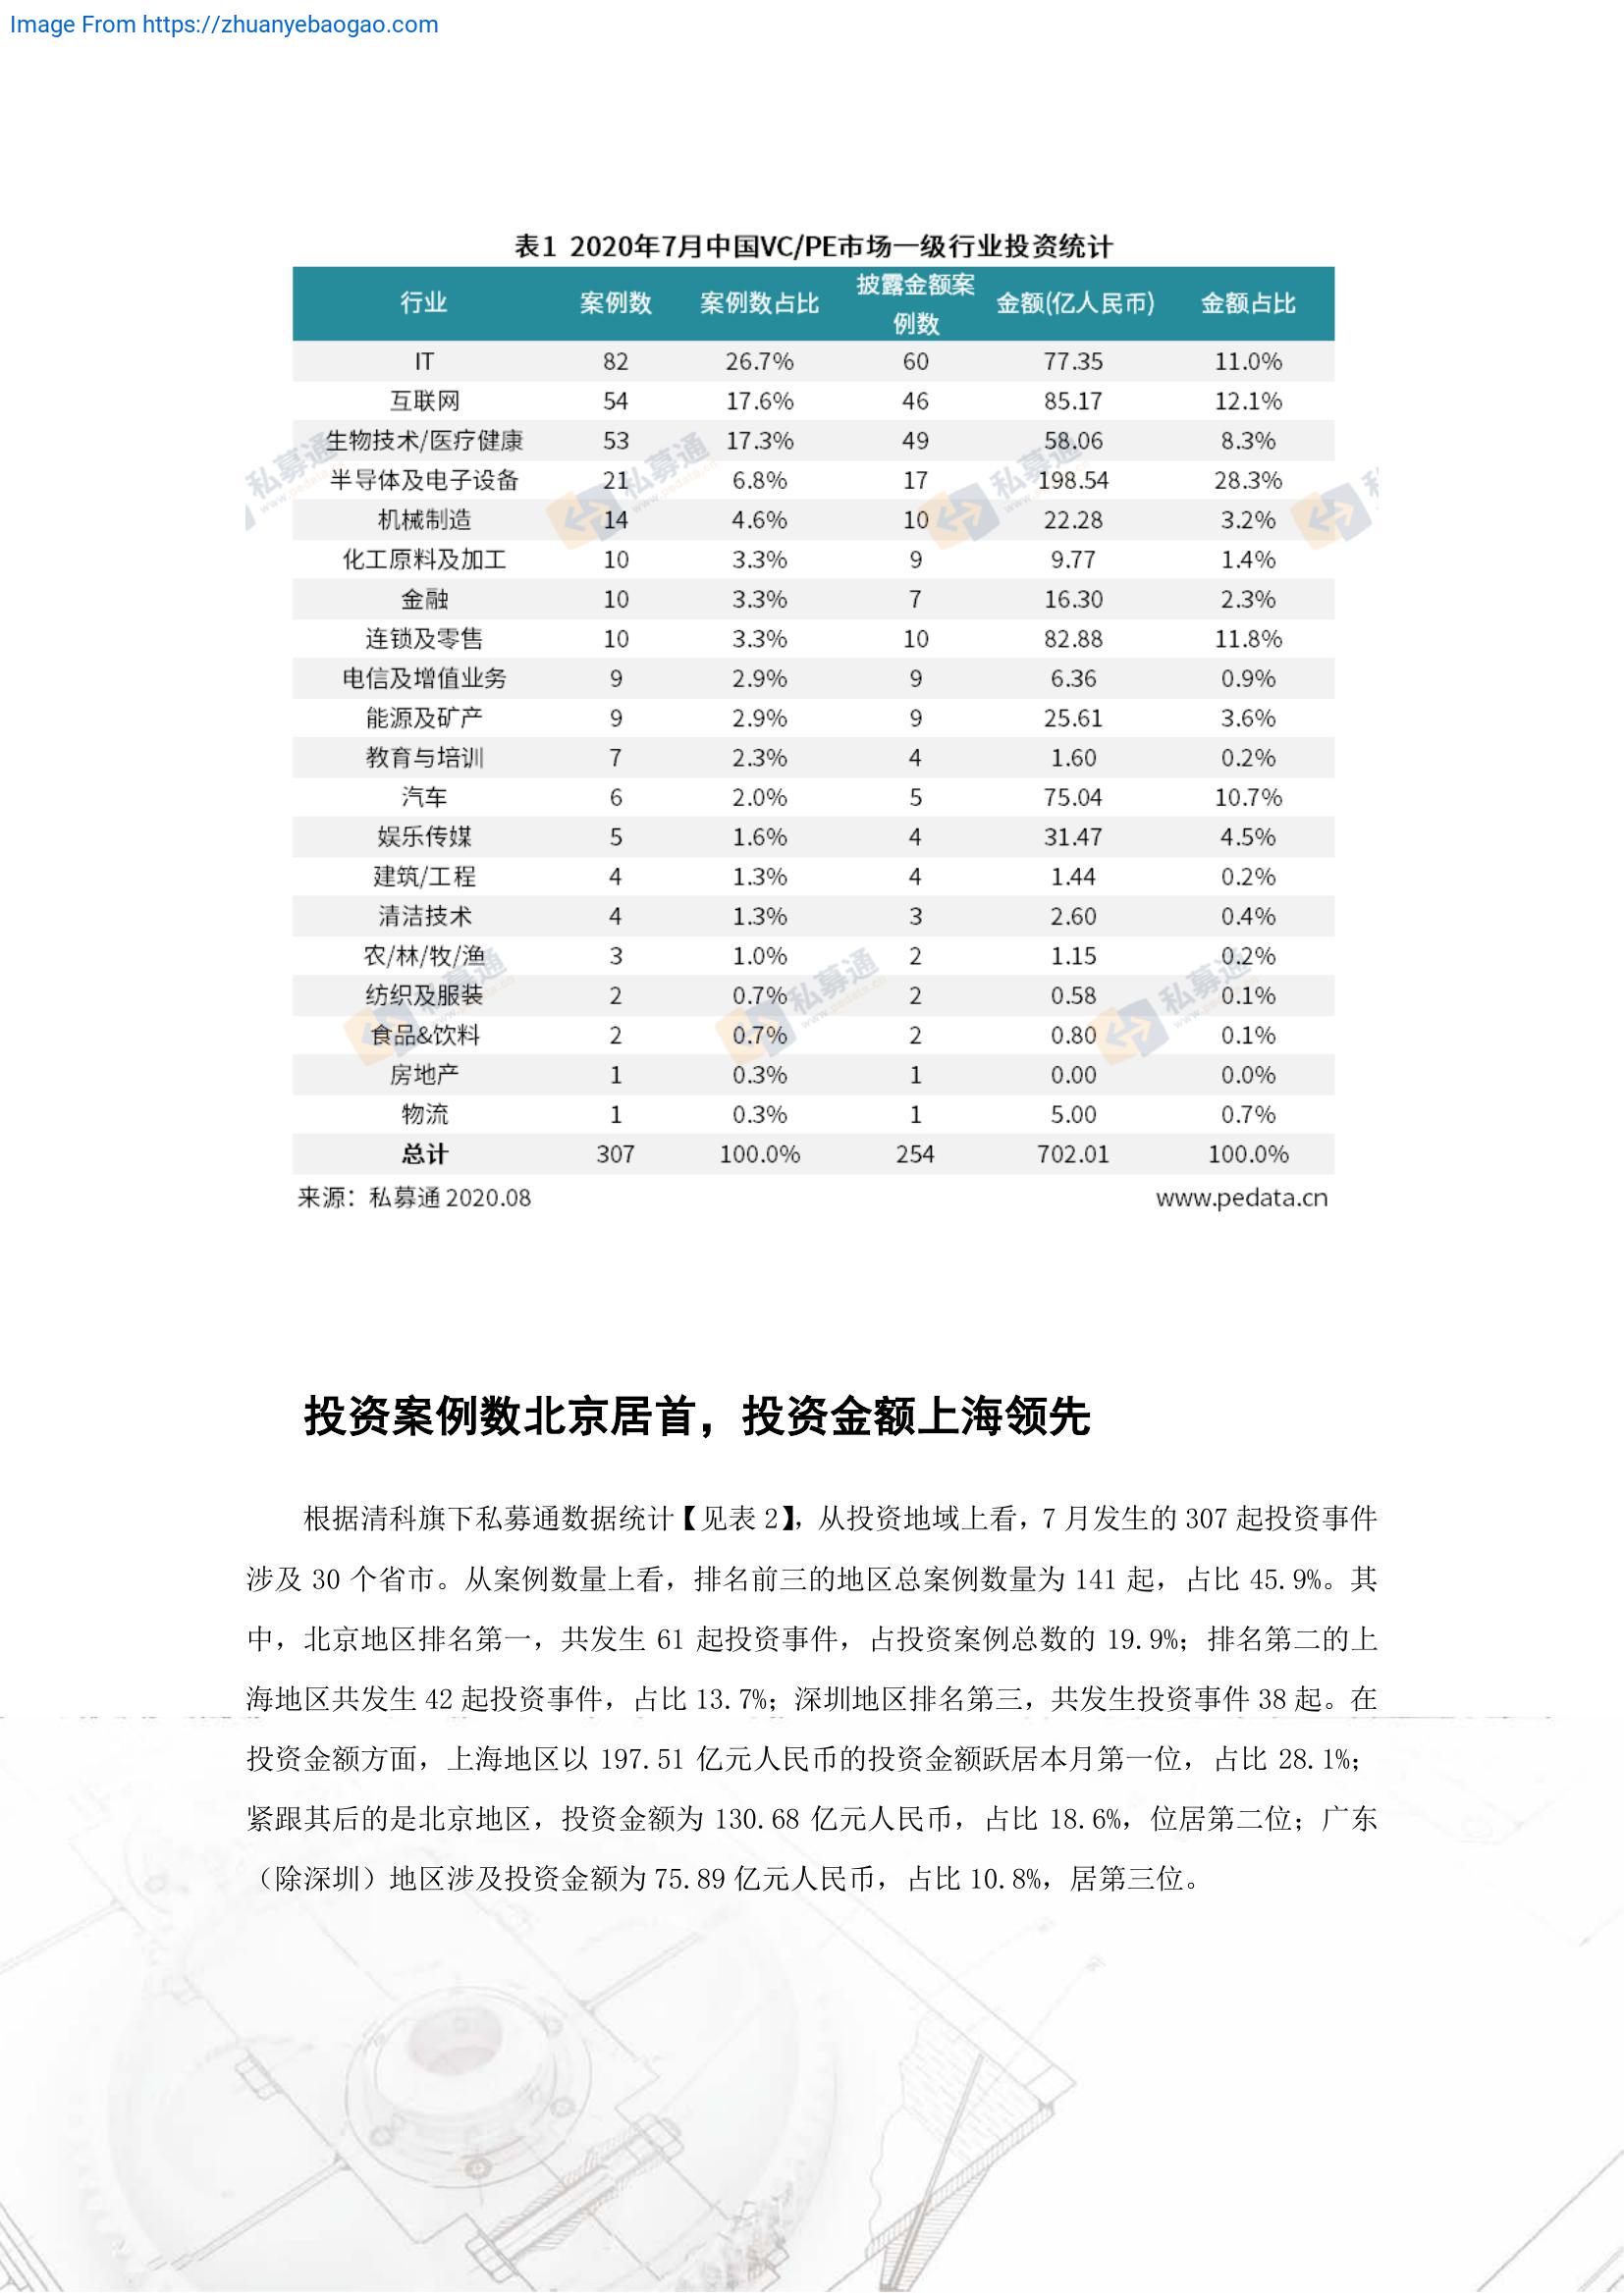 Image From https://zhuanyebaogao.com
表1 2020年7月中国VC/PE市场一级行业投资统计
行业 案例数 案例数占比 披露金额案例数 金额(亿人民币) 金额占比
IT 82 26.7% 60 77.35 11.0%
互联网 54 17.6% 46 85.17 12.1%
生物技术/医疗健康 53 17.3% 49 58.06 8.3%
半导体及电子设备 21 6.8% 17 198.54 28.3%
机械制造 14 4.6% 10 22.28 3.2%
化工原料及加工 10 3.3% 9 9.77 1.4%
金融 10 3.3% 7 16.30 2.3%
连锁及零售 10 3.3% 10 82.88 11.8%
电信及增值业务 9 2.9% 9 6.36 0.9%
能源及矿产 9 2.9% 9 25.61 3.6%
教育与培训 7 2.3% 4 1.60 0.2%
汽车 6 2.0% 5 75.04 10.7%
娱乐传媒 5 1.6% 4 31.47 4.5%
建筑/工程 4 1.3% 4 1.44 0.2%
清洁技术 4 1.3% 3 2.60 0.4%
农/林/牧/渔 3 1.0% 2 1.15 0.2%
纺织及服装 2 0.7% 2 0.58 0.1%
食品&饮料 2 0.7% 2 0.80 0.1%
房地产 1 0.3% 1 0.00 0.0%
物流 1 0.3% 1 5.00 0.7%
总计 307 100.0% 254 702.01 100.0%
来源：私募通 2020.08 www.pedata.cn
投资案例数北京居首，投资金额上海领先
根据清科旗下私募通数据统计【见表 2】，从投资地域上看，7 月发生的 307 起投资事件
涉及 30 个省市。从案例数量上看，排名前三的地区总案例数量为 141 起，占比 45.9%。其
中，北京地区排名第一，共发生 61 起投资事件，占投资案例总数的 19.9%；排名第二的上
海地区共发生 42 起投资事件，占比 13.7%；深圳地区排名第三，共发生投资事件 38 起。在
投资金额方面，上海地区以 197.51 亿元人民币的投资金额跃居本月第一位，占比 28.1%；
紧跟其后的是北京地区，投资金额为 130.68 亿元人民币，占比 18.6%，位居第二位；广东
（除深圳）地区涉及投资金额为 75.89 亿元人民币，占比 10.8%，居第三位。